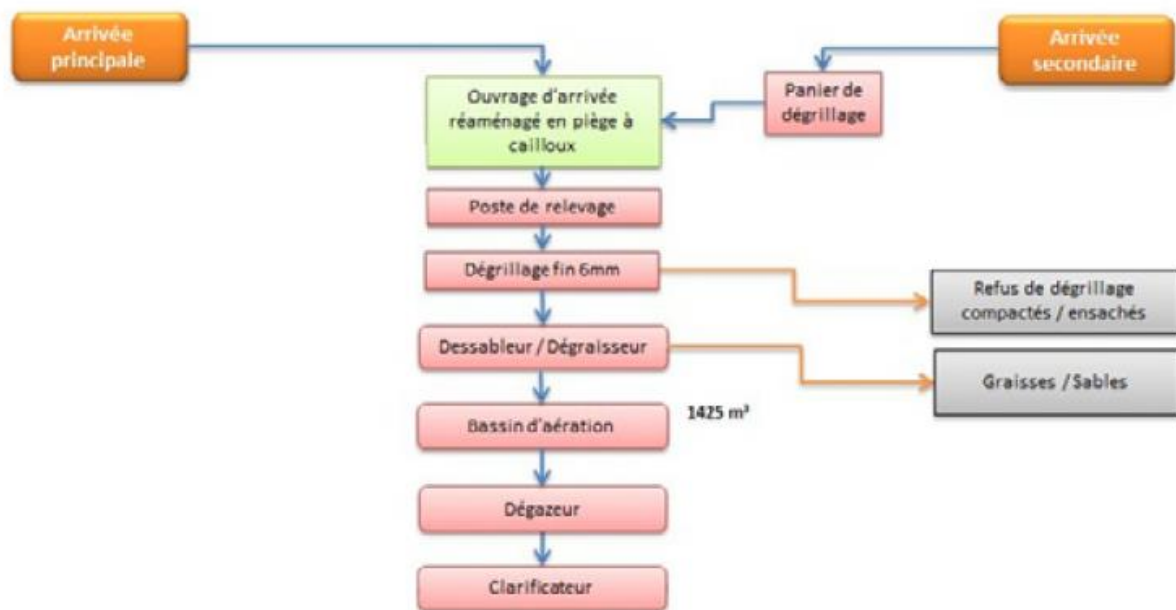 Arrivée
principale
Arrivée
secondaire
Ouvrage d'arrivée
réaménagé en piège à
cailloux
Panier de
dégrillage
Poste de relevage
Dégrillage fin 6mm
Refus de dégrillage
compactés / ensachés
Dessableur / Dégraisseur
Graisses / Sables
1425 m³
Bassin d'aération
Dégazeur
Clarificateur